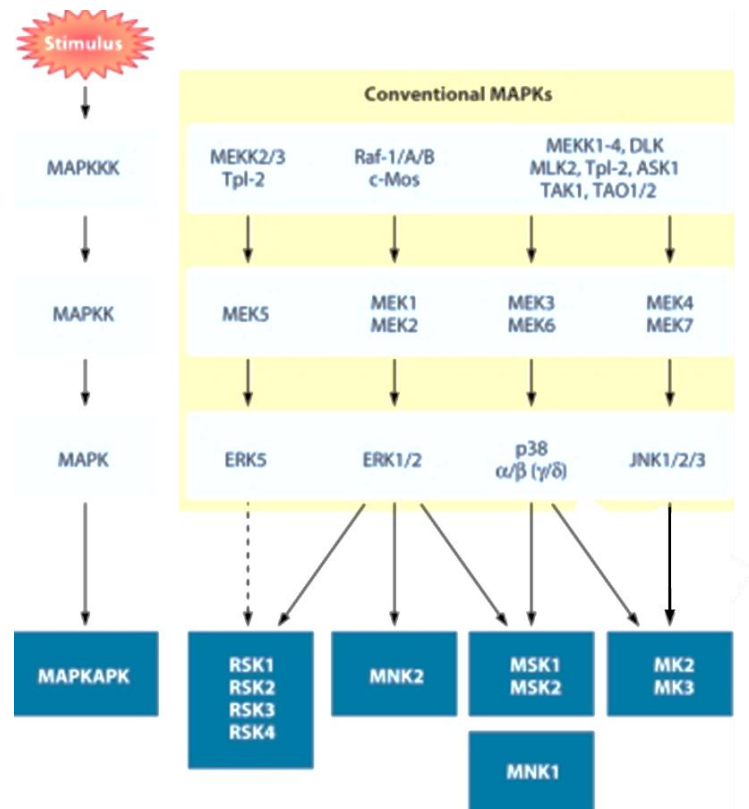 Stimulus
Conventional MAPKs
MAPKKK
MEKK2/3
Tpl-2
Raf-1/A/B
c-Mos
MEKK1-4, DLK
MLK2, Tpl-2, ASK1
TAK1, TAO1/2
MAPKK
MEK5
MEK1
MEK2
MEK3
MEK6
MEK4
MEK7
MAPK
ERK5
ERK1/2
p38
α/β (γ/δ)
JNK1/2/3
MAPKAPK
RSK1
RSK2
RSK3
RSK4
MNK2
MSK1
MSK2
MK2
MK3
MNK1